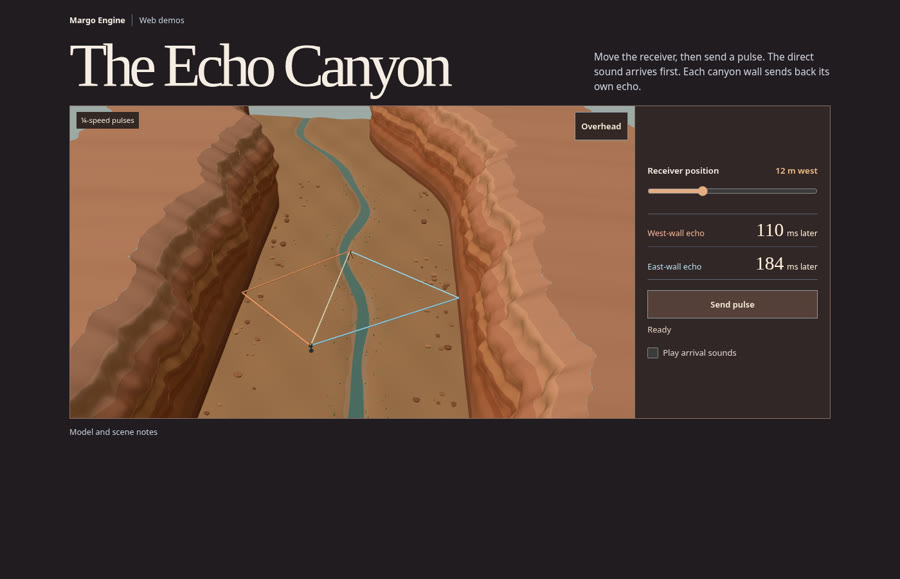 Margo Engine
Web demos
The Echo Canyon
Move the receiver, then send a pulse. The direct
sound arrives first. Each canyon wall sends back its
own echo.
¼-speed pulses
Overhead
Receiver position
12 m west
West-wall echo
110 ms later
East-wall echo
184 ms later
Send pulse
Ready
Play arrival sounds
Model and scene notes